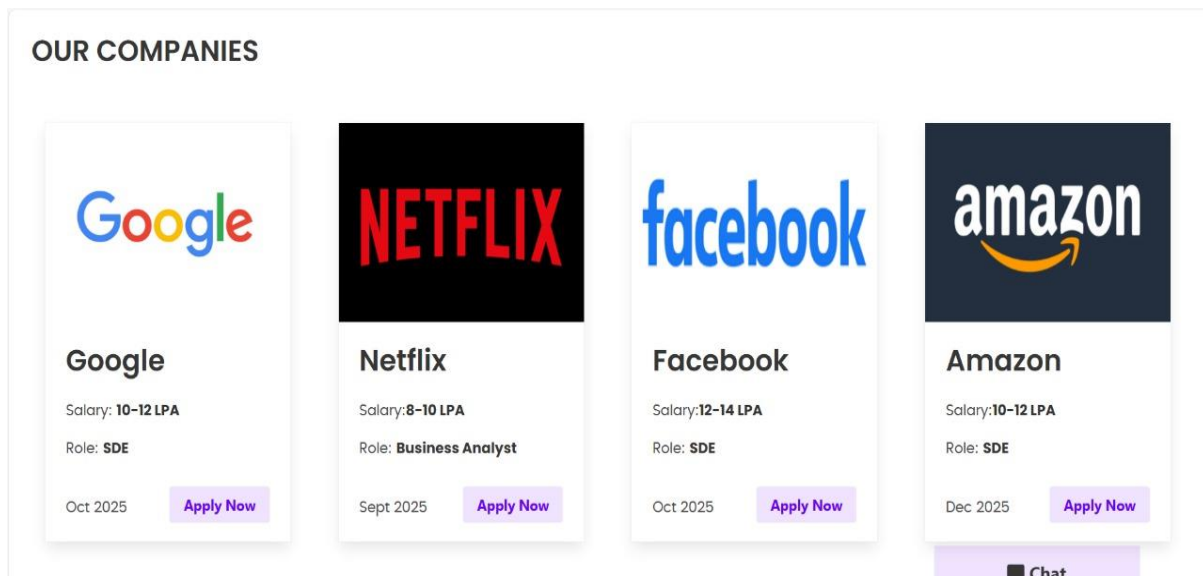 OUR COMPANIES
Google
NETFLIX
facebook
amazon
Google
Salary: 10-12 LPA
Role: SDE
Oct 2025
Apply Now
Netflix
Salary:8-10 LPA
Role: Business Analyst
Sept 2025
Apply Now
Facebook
Salary:12-14 LPA
Role: SDE
Oct 2025
Apply Now
Amazon
Salary:10-12 LPA
Role: SDE
Dec 2025
Apply Now
Chat